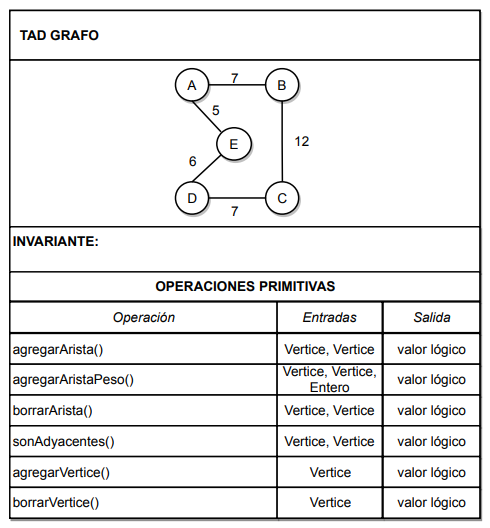 TAD GRAFO
A 7 B
5
E 12
6
D 7 C
INVARIANTE:
OPERACIONES PRIMITIVAS
Operación Entradas Salida
agregarArista() Vertice, Vertice valor lógico
agregarAristaPeso() Vertice, Vertice, Entero valor lógico
borrarArista() Vertice, Vertice valor lógico
sonAdyacentes() Vertice, Vertice valor lógico
agregarVertice() Vertice valor lógico
borrarVertice() Vertice valor lógico